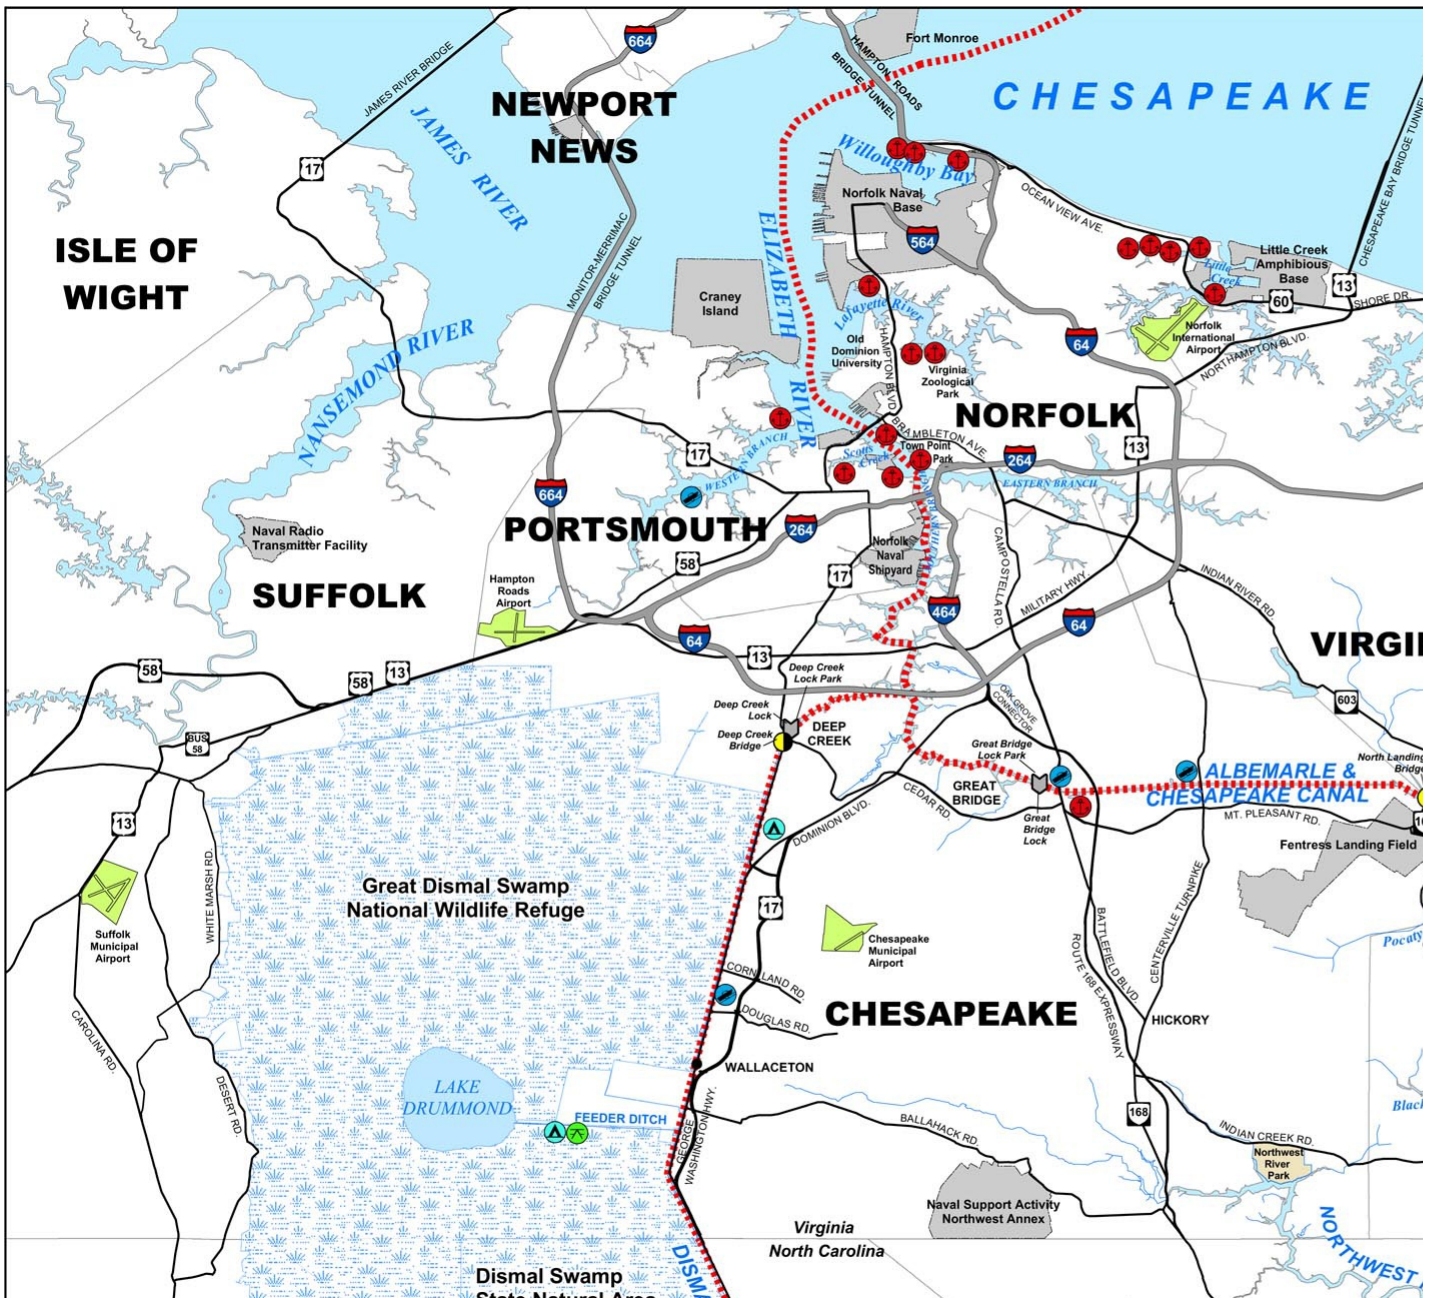 664
Fort Monroe
HAMPTON ROADS
BRIDGE-TUNNEL
CHESAPEAKE
JAMES RIVER BRIDGE
NEWPORT
NEWS
JAMES RIVER
17
Willoughby Bay
Norfolk Naval
Base
564
OCEAN VIEW AVE.
CHESAPEAKE BAY BRIDGE TUNNEL
ISLE OF
WIGHT
MONITOR-MERRIMAC
BRIDGE TUNNEL
ELIZABETH RIVER
Craney
Island
Little Creek
Amphibious
Base
Little
Creek
13
60
SHORE DR.
Lafayette River
Norfolk
International
Airport
NORTHAMPTON BLVD.
64
NANSEMOND RIVER
Old
Dominion
University
HAMPTON BLVD.
Virginia
Zoological
Park
NORFOLK
BRAMBLETON AVE.
Town Point
Park
Scotts
Creek
13
17
WESTERN BRANCH
264
EASTERN BRANCH
664
PORTSMOUTH
264
Naval Radio
Transmitter Facility
Norfolk
Naval
Shipyard
58
17
CAMPOSTELLA RD.
MILITARY HWY.
INDIAN RIVER RD
SUFFOLK
Hampton
Roads
Airport
464
64
64
VIRGI
13
58
58
13
Deep Creek
Lock Park
Deep Creek
Lock
Deep Creek
Bridge
DEEP
CREEK
OAK GROVE
CONNECTOR
603
BUS
58
Great Bridge
Lock Park
GREAT
BRIDGE
Great
Bridge
Lock
North Landing
Bridge
ALBEMARLE &
CHESAPEAKE CANAL
CEDAR RD.
DOMINION BLVD.
MT. PLEASANT RD.
Fentress Landing Field
13
WHITE MARSH RD.
Great Dismal Swamp
National Wildlife Refuge
17
Suffolk
Municipal
Airport
Chesapeake
Municipal
Airport
BATTLEFIELD BLVD.
ROUTE 168 EXPRESSWAY
CENTERVILLE TURNPIKE
Pocaty
CORNLAND RD.
DOUGLAS RD.
CHESAPEAKE
HICKORY
CAROLINA RD.
DESERT RD.
WALLACETON
LAKE
DRUMMOND
FEEDER DITCH
GEORGE
WASHINGTON HWY.
BALLAHACK RD.
168
INDIAN CREEK RD.
Black
Northwest
River
Park
Naval Support Activity
Northwest Annex
Virginia
North Carolina
NORTHWEST
DISMA
Dismal Swamp
State Natural Area